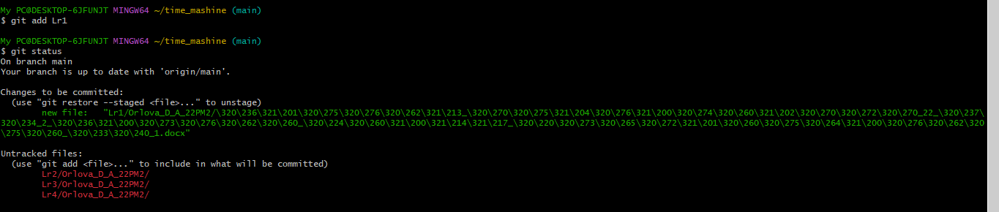 My PC@DESKTOP-6JFUNJT MINGW64 ~/time_mashine (main)
$ git add Lr1
My PC@DESKTOP-6JFUNJT MINGW64 ~/time_mashine (main)
$ git status
On branch main
Your branch is up to date with 'origin/main'.
Changes to be committed:
(use "git restore --staged <file>..." to unstage)
new file: "Lr1/Orlova_D_A_22PM2/\320\236\321\201\320\275\320\276\320\262\321\213_\320\270\320\275\321\204\320\276\321\200\320\274\320\260\321\202\320\270\320\272\320\270_22_\320\237\
320\234_2_\320\236\321\200\320\273\320\276\320\262\320\260_\320\224\320\260\321\200\321\214\321\217_\320\220\320\273\320\265\320\272\321\201\320\260\320\275\320\264\321\200\320\276\320\262\320
\275\320\260_\320\233\320\240_1.docx"
Untracked files:
(use "git add <file>..." to include in what will be committed)
Lr2/Orlova_D_A_22PM2/
Lr3/Orlova_D_A_22PM2/
Lr4/Orlova_D_A_22PM2/